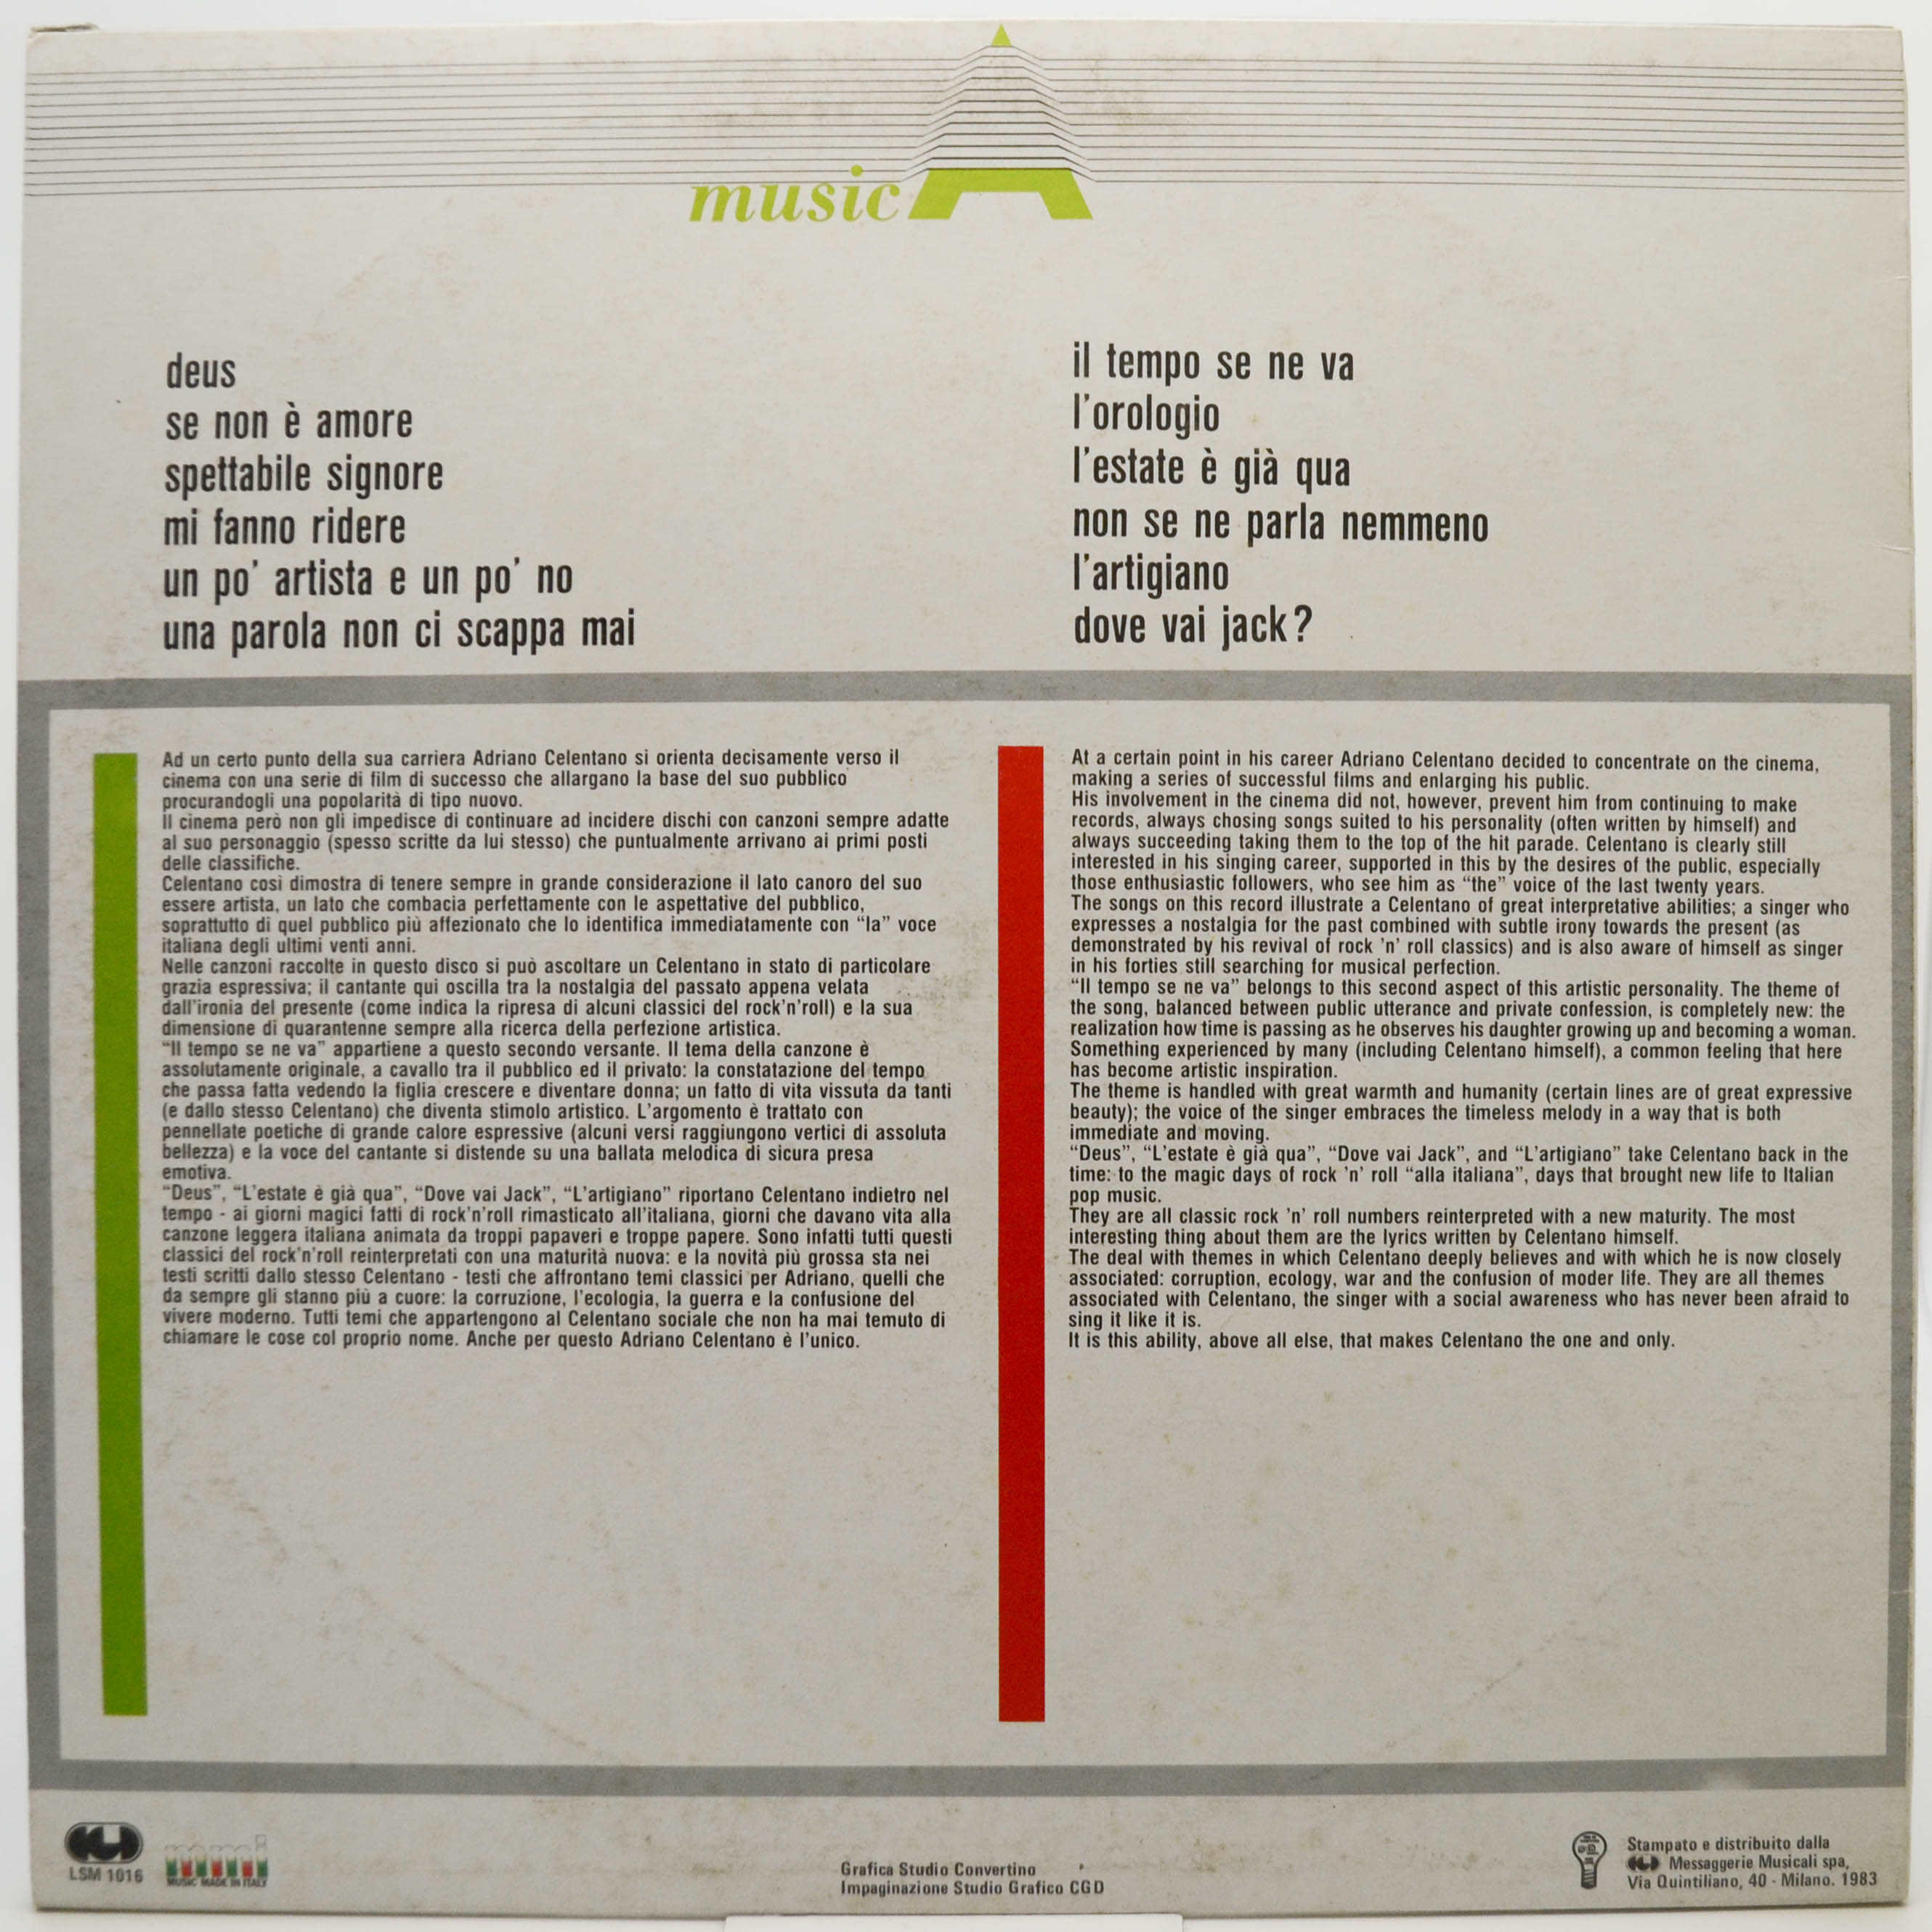 music A
deus
se non è amore
spettabile signore
mi fanno ridere
un po' artista e un po' no
una parola non ci scappa mai
il tempo se ne va
l'orologio
l'estate è già qua
non se ne parla nemmeno
l'artigiano
dove vai jack?
Ad un certo punto della sua carriera Adriano Celentano si orienta decisamente verso il
cinema con una serie di film di successo che allargano la base del suo pubblico
procurandogli una popolarità di tipo nuovo.
Il cinema però non gli impedisce di continuare ad incidere dischi con canzoni sempre adatte
al suo personaggio (spesso scritte da lui stesso) che puntualmente arrivano ai primi posti
delle classifiche.
Celentano così dimostra di tenere sempre in grande considerazione il lato canoro del suo
essere artista, un lato che combacia perfettamente con le aspettative del pubblico,
soprattutto di quel pubblico più affezionato che lo identifica immediatamente con “la” voce
italiana degli ultimi venti anni.
Nelle canzoni raccolte in questo disco si può ascoltare un Celentano in stato di particolare
grazia espressiva; il cantante qui oscilla tra la nostalgia del passato appena velata
dall'ironia del presente (come indica la ripresa di alcuni classici del rock'n'roll) e la sua
dimensione di quarantenne sempre alla ricerca della perfezione artistica.
“Il tempo se ne va” appartiene a questo secondo versante. Il tema della canzone è
assolutamente originale, a cavallo tra il pubblico ed il privato: la constatazione del tempo
che passa fatta vedendo la figlia crescere e diventare donna; un fatto di vita vissuta da tanti
(e dallo stesso Celentano) che diventa stimolo artistico. L'argomento è trattato con
pennellate poetiche di grande calore espressive (alcuni versi raggiungono vertici di assoluta
bellezza) e la voce del cantante si distende su una ballata melodica di sicura presa
emotiva.
“Deus”, “L'estate è già qua”, “Dove vai Jack”, “L'artigiano” riportano Celentano indietro nel
tempo - ai giorni magici fatti di rock'n'roll rimasticato all'italiana, giorni che davano vita alla
canzone leggera italiana animata da troppi papaveri e troppe papere. Sono infatti tutti questi
classici del rock'n'roll reinterpretati con una maturità nuova: e la novità più grossa sta nei
testi scritti dallo stesso Celentano - testi che affrontano temi classici per Adriano, quelli che
da sempre gli stanno più a cuore: la corruzione, l'ecologia, la guerra e la confusione del
vivere moderno. Tutti temi che appartengono al Celentano sociale che non ha mai temuto di
chiamare le cose col proprio nome. Anche per questo Adriano Celentano è l'unico.
At a certain point in his career Adriano Celentano decided to concentrate on the cinema,
making a series of successful films and enlarging his public.
His involvement in the cinema did not, however, prevent him from continuing to make
records, always chosing songs suited to his personality (often written by himself) and
always succeeding taking them to the top of the hit parade. Celentano is clearly still
interested in his singing career, supported in this by the desires of the public, especially
those enthusiastic followers, who see him as “the” voice of the last twenty years.
The songs on this record illustrate a Celentano of great interpretative abilities; a singer who
expresses a nostalgia for the past combined with subtle irony towards the present (as
demonstrated by his revival of rock 'n' roll classics) and is also aware of himself as singer
in his forties still searching for musical perfection.
“Il tempo se ne va” belongs to this second aspect of this artistic personality. The theme of
the song, balanced between public utterance and private confession, is completely new: the
realization how time is passing as he observes his daughter growing up and becoming a woman.
Something experienced by many (including Celentano himself), a common feeling that here
has become artistic inspiration.
The theme is handled with great warmth and humanity (certain lines are of great expressive
beauty); the voice of the singer embraces the timeless melody in a way that is both
immediate and moving.
“Deus”, “L'estate è già qua”, “Dove vai Jack”, and “L'artigiano” take Celentano back in the
time: to the magic days of rock 'n' roll “alla italiana”, days that brought new life to Italian
pop music.
They are all classic rock 'n' roll numbers reinterpreted with a new maturity. The most
interesting thing about them are the lyrics written by Celentano himself.
The deal with themes in which Celentano deeply believes and with which he is now closely
associated: corruption, ecology, war and the confusion of moder life. They are all themes
associated with Celentano, the singer with a social awareness who has never been afraid to
sing it like it is.
It is this ability, above all else, that makes Celentano the one and only.
LSM 1016
mmi
MUSIC MADE IN ITALY
Grafica Studio Convertino
Impaginazione Studio Grafico CGD
Stampato e distribuito dalla
Messaggerie Musicali spa,
Via Quintiliano, 40 - Milano. 1983